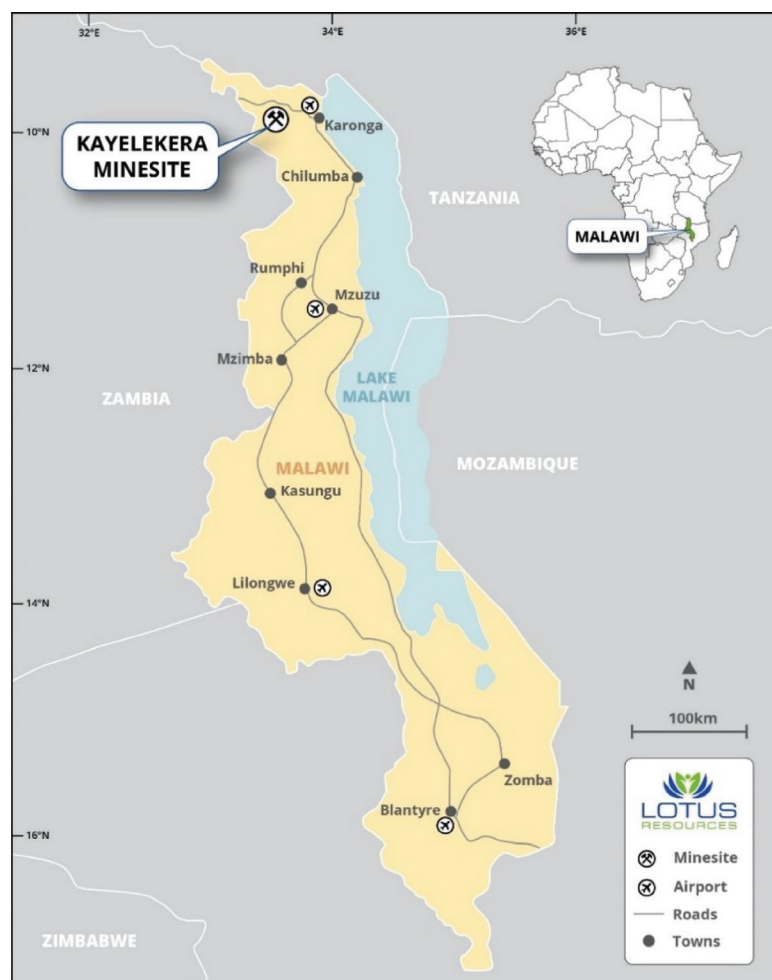 32°E
34°E
36°E
10°N
12°N
14°N
16°N
KAYELEKERA
MINESITE
Karonga
Chilumba
TANZANIA
MALAWI
Rumphi
Mzuzu
Mzimba
LAKE
MALAWI
ZAMBIA
MOZAMBIQUE
MALAWI
Kasungu
Lilongwe
N
100km
Zomba
Blantyre
ZIMBABWE
LOTUS
RESOURCES
Minesite
Airport
Roads
Towns